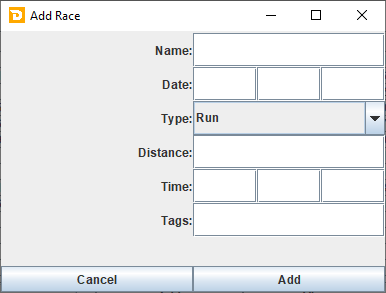 Add Race
Name:
Date:
Type: Run
Distance:
Time:
Tags:
Cancel Add